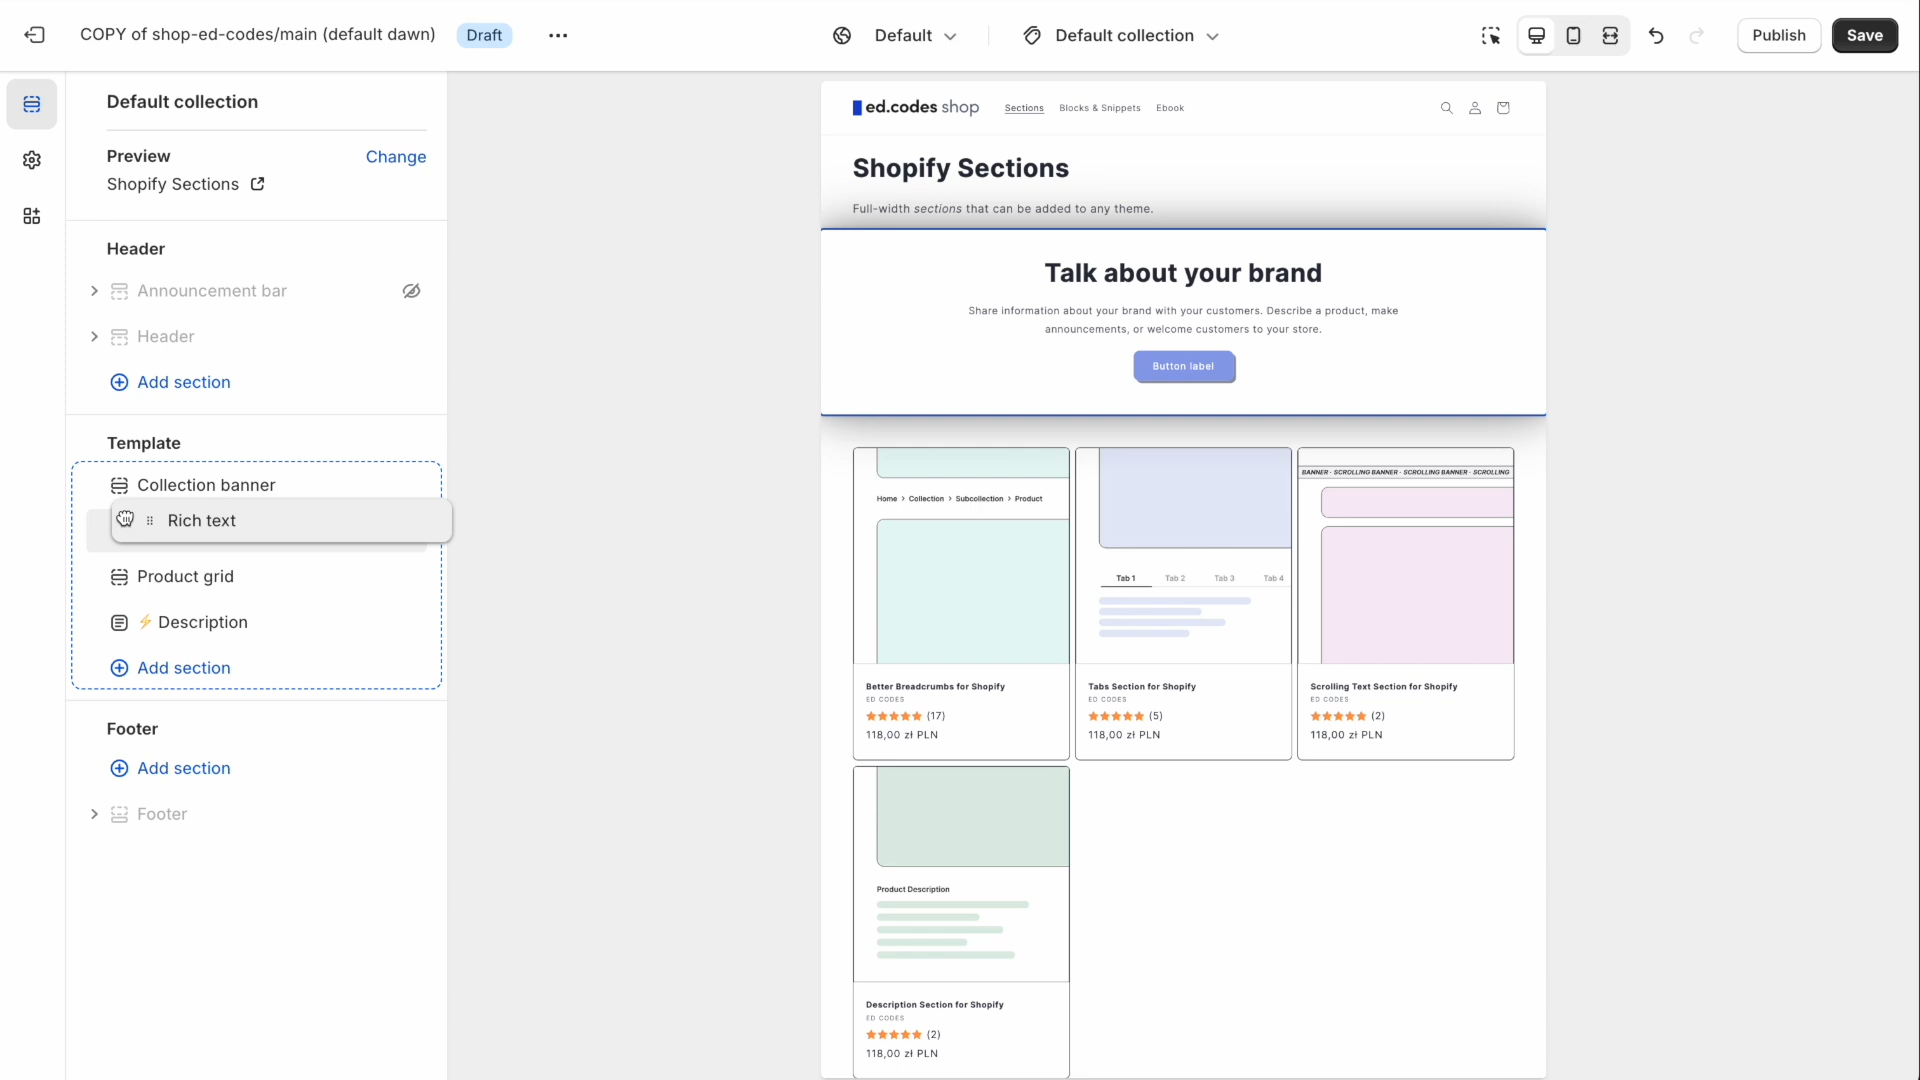 COPY of shop-ed-codes/main (default dawn)
Draft
Default
Default collection
Publish
Save
Default collection
Preview
Change
Shopify Sections
Header
Announcement bar
Header
Add section
Template
Collection banner
Rich text
Product grid
⚡ Description
Add section
Footer
Add section
Footer
ed.codes shop
Sections
Blocks & Snippets
Ebook
Shopify Sections
Full-width sections that can be added to any theme.
Talk about your brand
Share information about your brand with your customers. Describe a product, make
announcements, or welcome customers to your store.
Button label
Home > Collection > Subcollection > Product
Better Breadcrumbs for Shopify
ED CODES
★★★★★ (17)
118,00 zł PLN
Tab 1
Tab 2
Tab 3
Tab 4
Tabs Section for Shopify
ED CODES
★★★★★ (5)
118,00 zł PLN
BANNER - SCROLLING BANNER - SCROLLING BANNER - SCROLLING
Scrolling Text Section for Shopify
ED CODES
★★★★★ (2)
118,00 zł PLN
Product Description
Description Section for Shopify
ED CODES
★★★★★ (2)
118,00 zł PLN